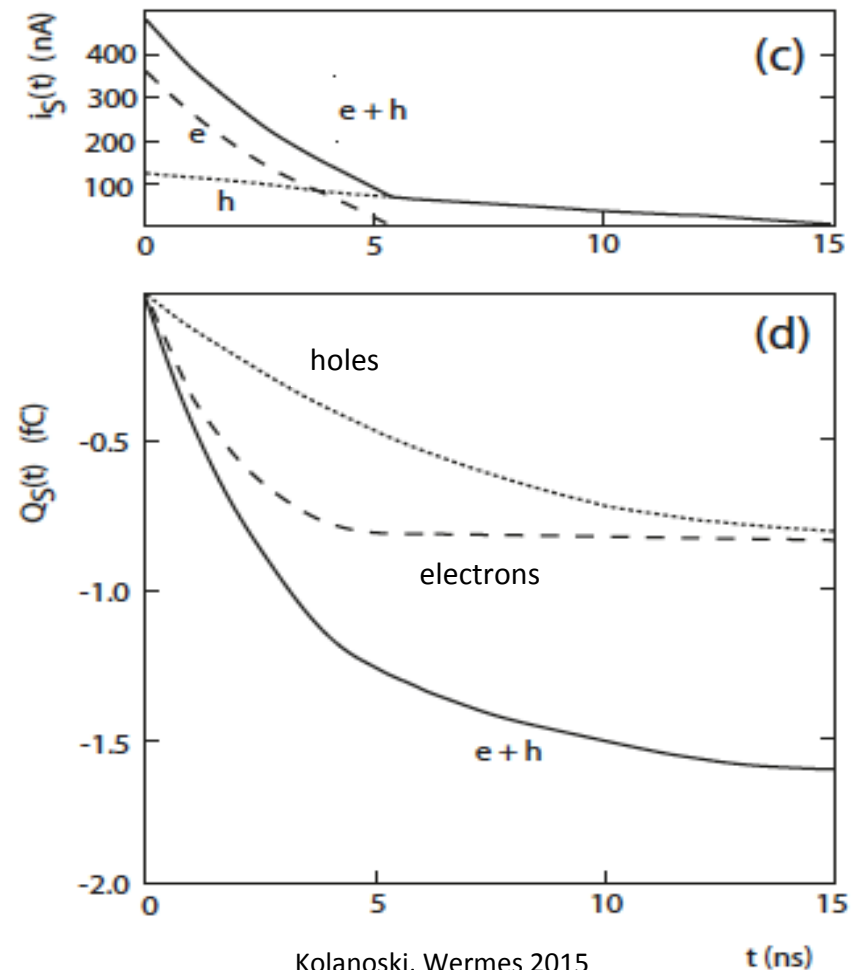 (c)
i_S(t) (nA)
400
300
200
100
e + h
e
h
0 5 10 15
(d)
Q_S(t) (fC)
holes
-0.5
electrons
-1.0
e + h
-1.5
-2.0
0 5 10 15
t (ns)
Kolanoski, Wermes 2015